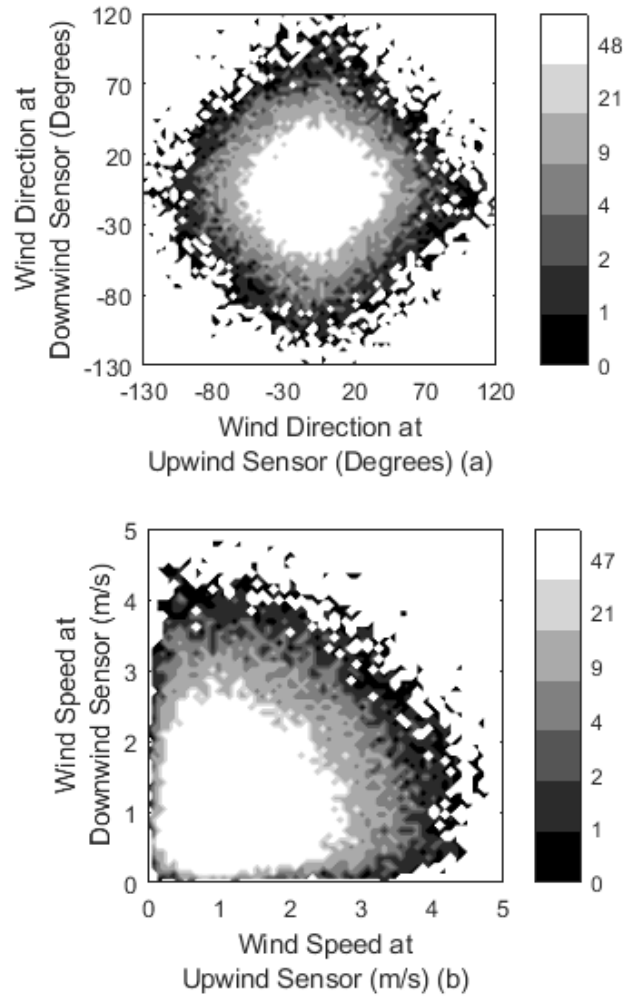 120
70
20
-30
-80
-130
Wind Direction at
Downwind Sensor (Degrees)
-130 -80 -30 20 70 120
Wind Direction at
Upwind Sensor (Degrees) (a)
48
21
9
4
2
1
0
5
4
3
2
1
0
Wind Speed at
Downwind Sensor (m/s)
0 1 2 3 4 5
Wind Speed at
Upwind Sensor (m/s) (b)
47
21
9
4
2
1
0